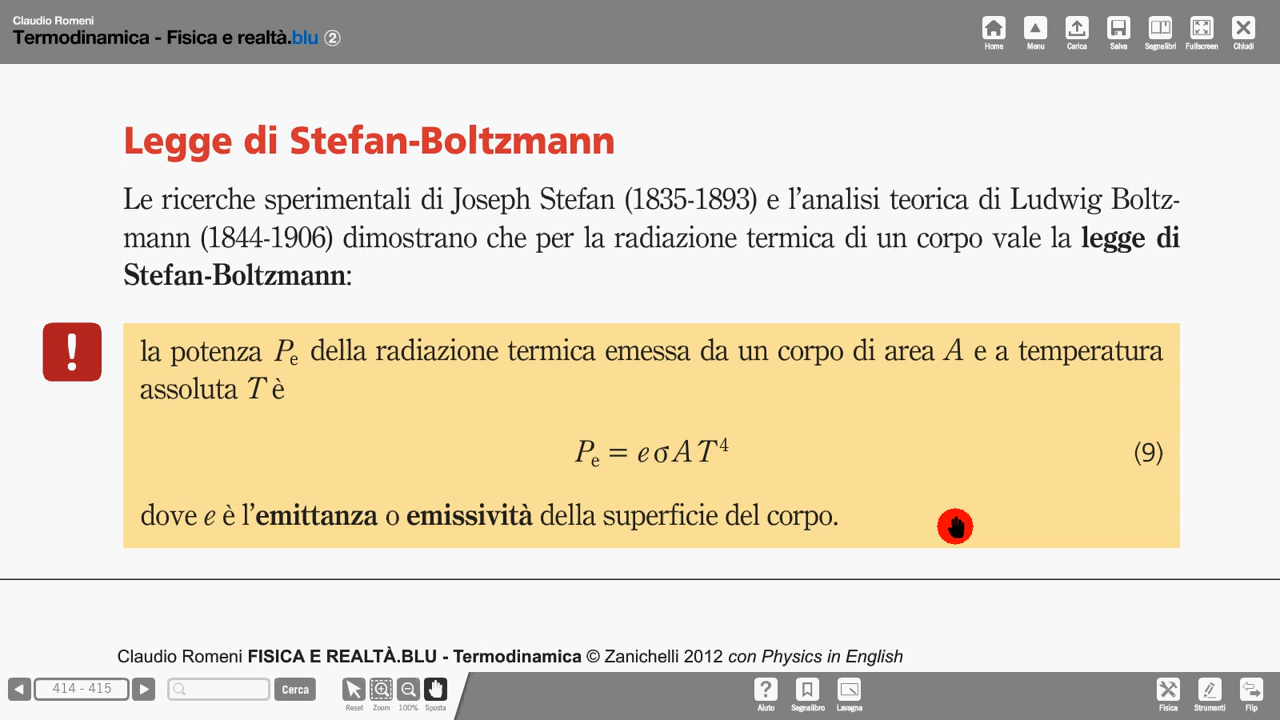 Claudio Romeni
Termodinamica - Fisica e realtà.blu ②
Home Menu Carica Salva Segnalibri Fullscreen Chiudi
Legge di Stefan-Boltzmann
Le ricerche sperimentali di Joseph Stefan (1835-1893) e l'analisi teorica di Ludwig Boltz-
mann (1844-1906) dimostrano che per la radiazione termica di un corpo vale la legge di
Stefan-Boltzmann:
!
la potenza Pₑ della radiazione termica emessa da un corpo di area A e a temperatura
assoluta T è
Pₑ = e σ A T⁴ (9)
dove e è l'emittanza o emissività della superficie del corpo.
Claudio Romeni FISICA E REALTÀ.BLU - Termodinamica © Zanichelli 2012 con Physics in English
414 - 415 Cerca
Reset Zoom 100% Sposta
? Aiuto Segnalibro Lavagna
Fisica Strumenti Flip